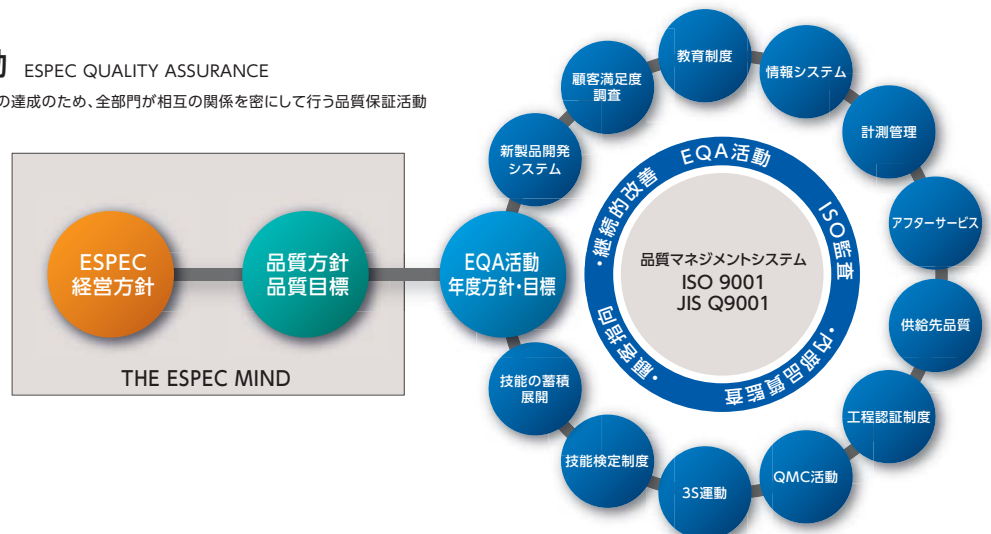 動 ESPEC QUALITY ASSURANCE
の達成のため、全部門が相互の関係を密にして行う品質保証活動
ESPEC
経営方針
品質方針
品質目標
THE ESPEC MIND
EQA活動
年度方針・目標
新製品開発
システム
顧客満足度
調査
教育制度
情報システム
計測管理
アフターサービス
供給先品質
工程認証制度
QMC活動
3S運動
技能検定制度
技能の蓄積
展開
・顧客指向 ・継続的改善 EQA活動 ISO監査 ・内部品質監査
品質マネジメントシステム
ISO 9001
JIS Q9001